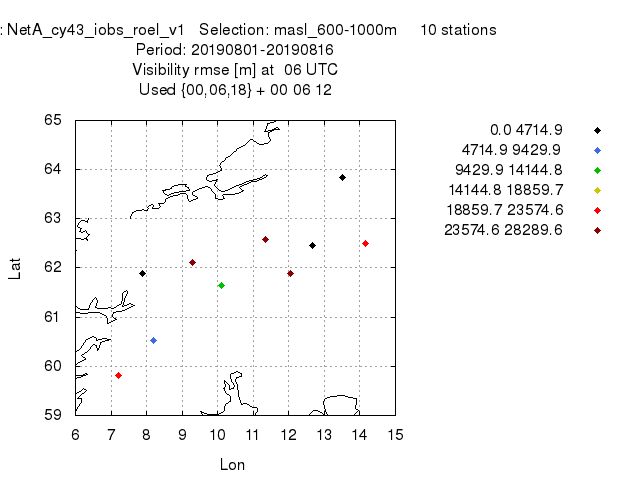 : NetA_cy43_iobs_roel_v1 Selection: masl_600-1000m 10 stations
Period: 20190801-20190816
Visibility rmse [m] at 06 UTC
Used {00,06,18} + 00 06 12
0.0 4714.9
4714.9 9429.9
9429.9 14144.8
14144.8 18859.7
18859.7 23574.6
23574.6 28289.6
65
64
63
62
61
60
59
Lat
6 7 8 9 10 11 12 13 14 15
Lon